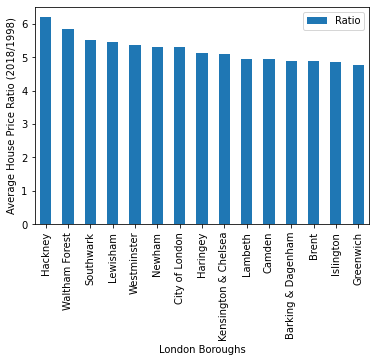 Average House Price Ratio (2018/1998)
6
5
4
3
2
1
0
Ratio
Hackney
Waltham Forest
Southwark
Lewisham
Westminster
Newham
City of London
Haringey
Kensington & Chelsea
Lambeth
Camden
Barking & Dagenham
Brent
Islington
Greenwich
London Boroughs